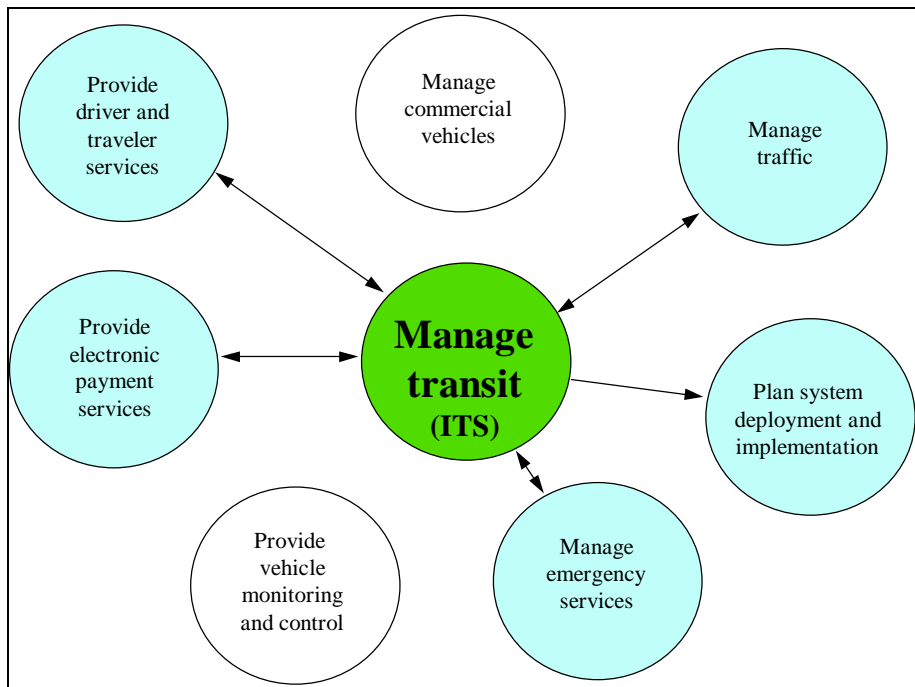 Provide
driver and
traveler
services
Manage
commercial
vehicles
Manage
traffic
Provide
electronic
payment
services
Manage
transit
(ITS)
Plan system
deployment and
implementation
Provide
vehicle
monitoring
and control
Manage
emergency
services